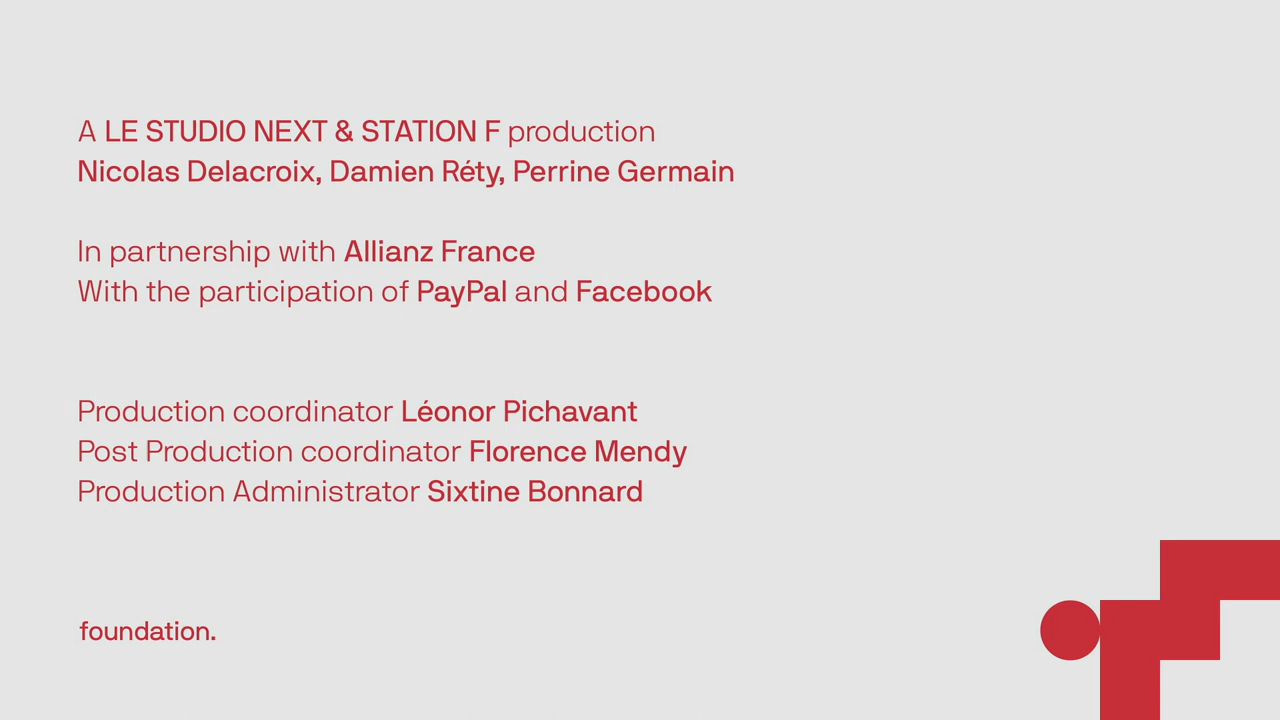 A LE STUDIO NEXT & STATION F production
Nicolas Delacroix, Damien Réty, Perrine Germain
In partnership with Allianz France
With the participation of PayPal and Facebook
Production coordinator Léonor Pichavant
Post Production coordinator Florence Mendy
Production Administrator Sixtine Bonnard
foundation.